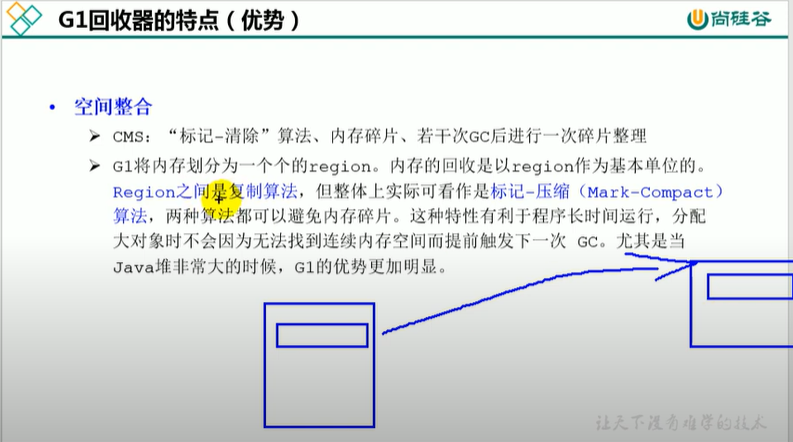 G1回收器的特点（优势）
尚硅谷
• 空间整合
➢ CMS：“标记-清除”算法、内存碎片、若干次GC后进行一次碎片整理
➢ G1将内存划分为一个个的region。内存的回收是以region作为基本单位的。
Region之间是复制算法，但整体上实际可看作是标记-压缩（Mark-Compact）
算法，两种算法都可以避免内存碎片。这种特性有利于程序长时间运行，分配
大对象时不会因为无法找到连续内存空间而提前触发下一次 GC。尤其是当
Java堆非常大的时候，G1的优势更加明显。
让天下没有难学的技术